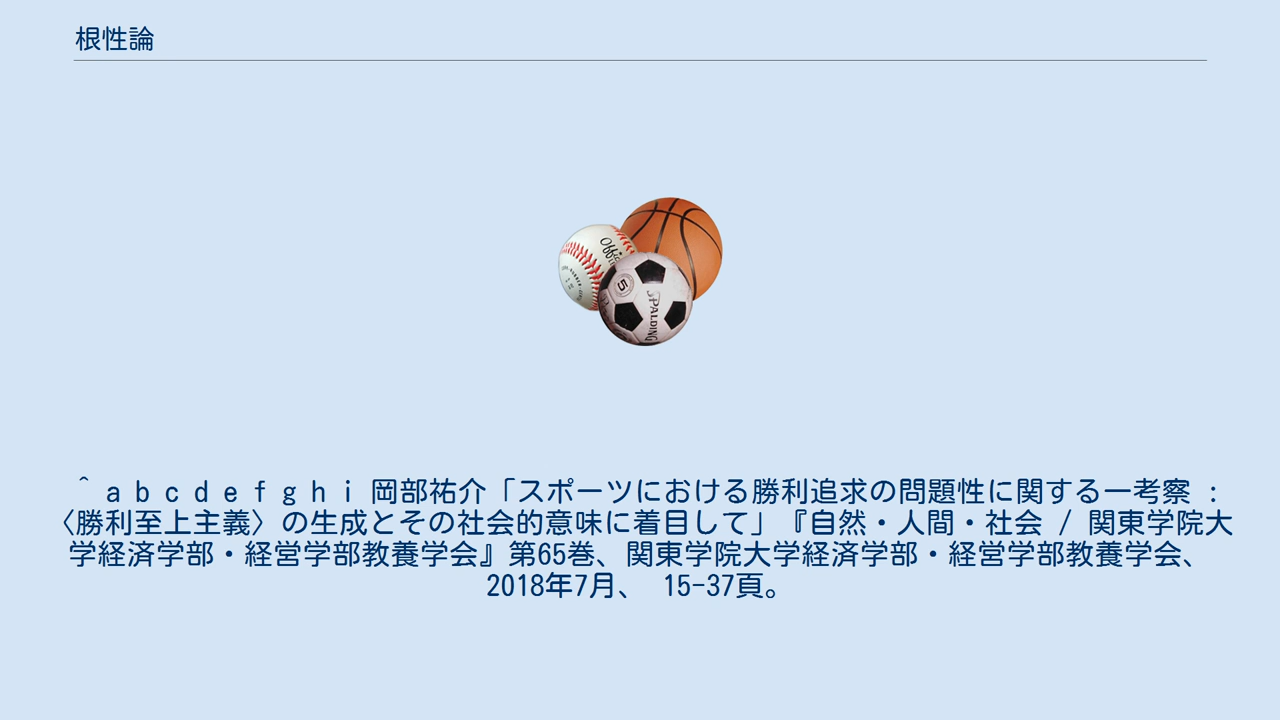 根性論
Offic
5
SPALDING
^ a b c d e f g h i 岡部祐介「スポーツにおける勝利追求の問題性に関する一考察 :
〈勝利至上主義〉の生成とその社会的意味に着目して」『自然・人間・社会 / 関東学院大
学経済学部・経営学部教養学会』第65巻、関東学院大学経済学部・経営学部教養学会、
2018年7月、 15-37頁。